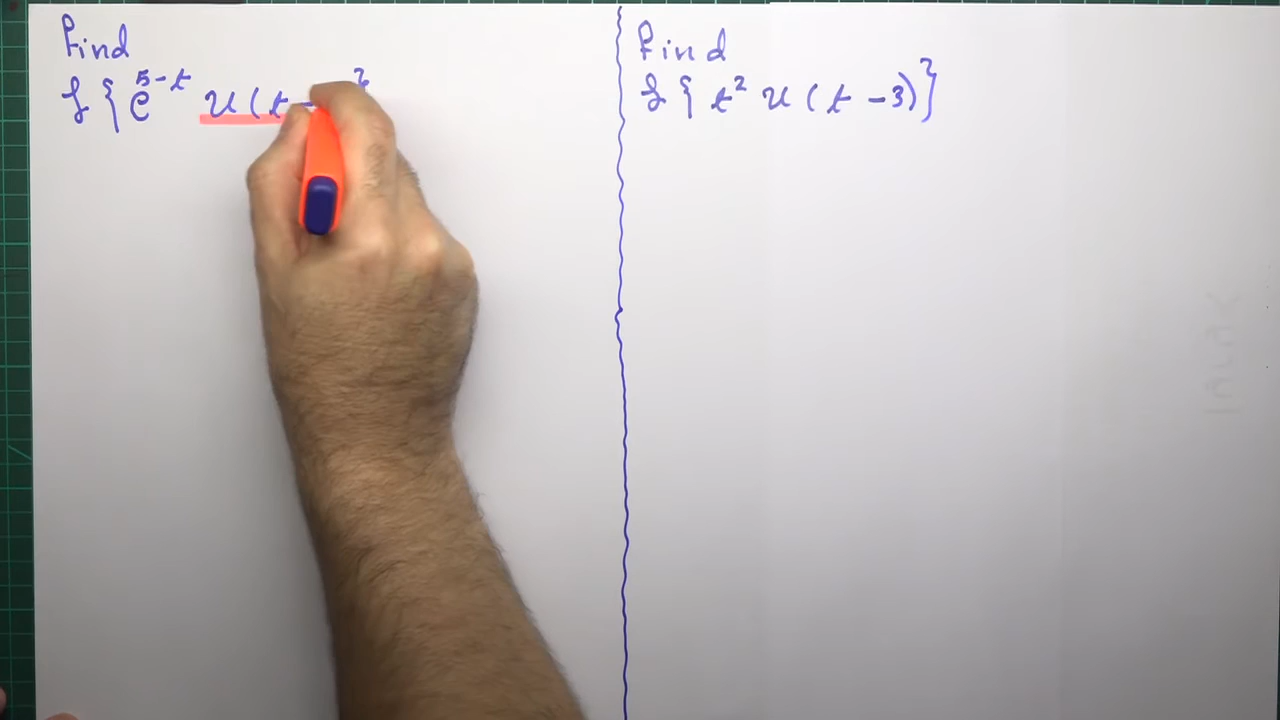 Find
ℒ{e^{5-t} u(t-
Find
ℒ{t² u(t-3)}